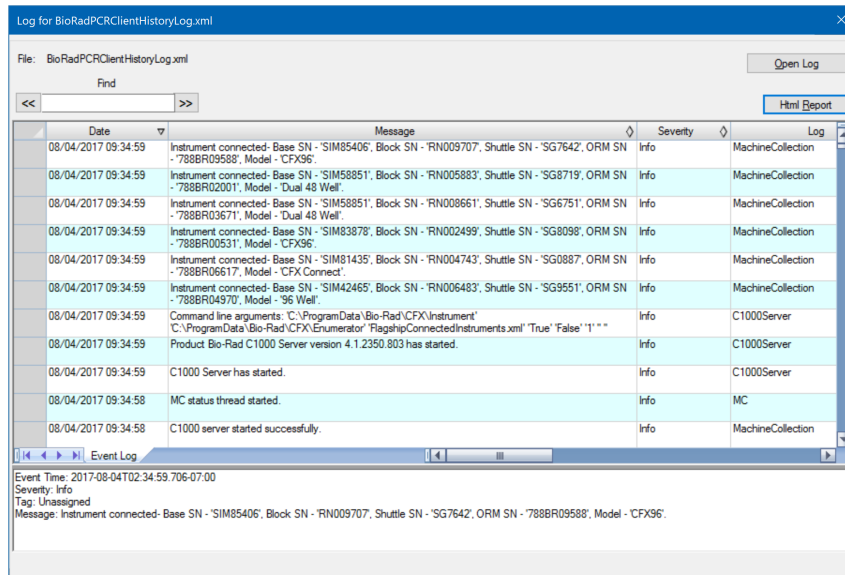 Log for BioRadPCRClientHistoryLog.xml
File: BioRadPCRClientHistoryLog.xml
Open Log
Find
<< >>
Html Report
Date Message Severity Log
08/04/2017 09:34:59 Instrument connected- Base SN - 'SIM85406', Block SN - 'RN009707', Shuttle SN - 'SG7642', ORM SN Info MachineCollection
- '788BR09588', Model - 'CFX96'.
08/04/2017 09:34:59 Instrument connected- Base SN - 'SIM58851', Block SN - 'RN005883', Shuttle SN - 'SG8719', ORM SN Info MachineCollection
- '788BR02001', Model - 'Dual 48 Well'.
08/04/2017 09:34:59 Instrument connected- Base SN - 'SIM58851', Block SN - 'RN008661', Shuttle SN - 'SG6751', ORM SN Info MachineCollection
- '788BR03671', Model - 'Dual 48 Well'.
08/04/2017 09:34:59 Instrument connected- Base SN - 'SIM83878', Block SN - 'RN002499', Shuttle SN - 'SG8098', ORM SN Info MachineCollection
- '788BR00531', Model - 'CFX96'.
08/04/2017 09:34:59 Instrument connected- Base SN - 'SIM81435', Block SN - 'RN004743', Shuttle SN - 'SG0887', ORM SN Info MachineCollection
- '788BR06617', Model - 'CFX Connect'.
08/04/2017 09:34:59 Instrument connected- Base SN - 'SIM42465', Block SN - 'RN006483', Shuttle SN - 'SG9551', ORM SN Info MachineCollection
- '788BR04970', Model - '96 Well'.
08/04/2017 09:34:59 Command line arguments: 'C:\ProgramData\Bio-Rad\CFX\Instrument' Info C1000Server
'C:\ProgramData\Bio-Rad\CFX\Enumerator' 'FlagshipConnectedInstruments.xml' 'True' 'False' '1' '' ''
08/04/2017 09:34:59 Product Bio-Rad C1000 Server version 4.1.2350.803 has started. Info C1000Server
08/04/2017 09:34:59 C1000 Server has started. Info C1000Server
08/04/2017 09:34:58 MC status thread started. Info MC
08/04/2017 09:34:58 C1000 server started successfully. Info MachineCollection
Event Log
Event Time: 2017-08-04T02:34:59.706-07:00
Severity: Info
Tag: Unassigned
Message: Instrument connected- Base SN - 'SIM85406', Block SN - 'RN009707', Shuttle SN - 'SG7642', ORM SN - '788BR09588', Model - 'CFX96'.